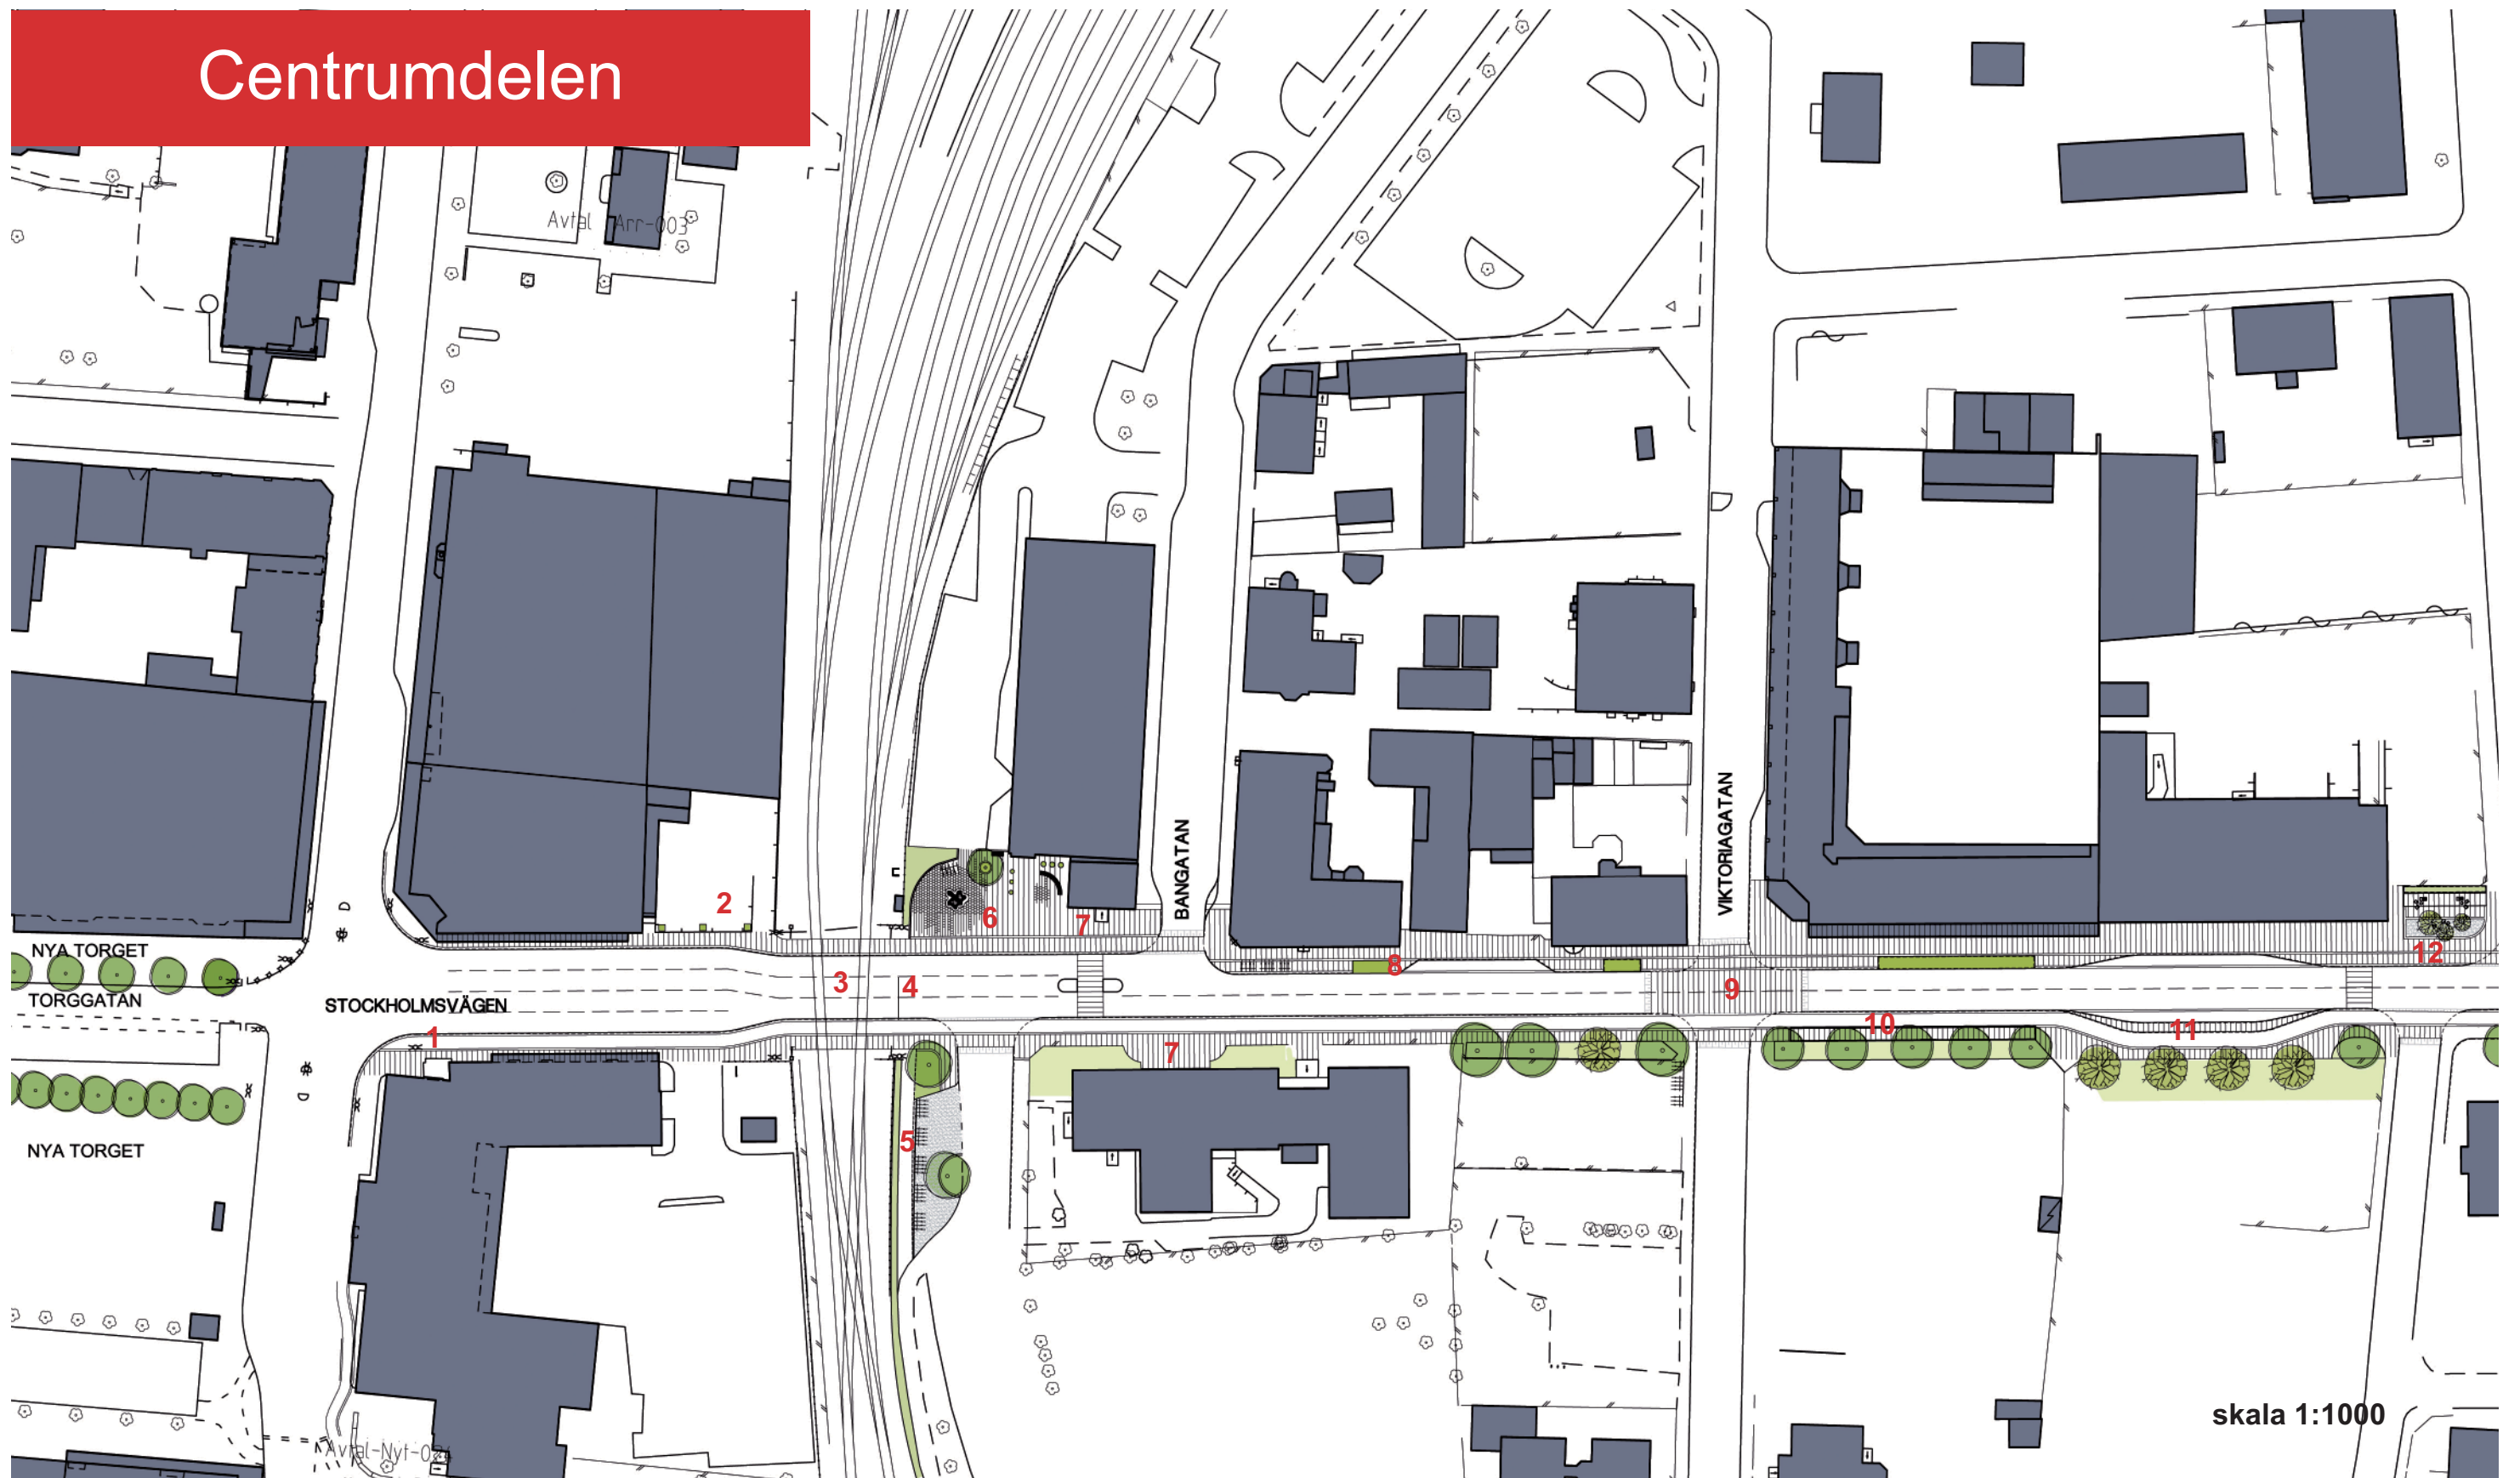 Centrumdelen
Avtal Arr-003
2
6
7
BANGATAN
VIKTORIAGATAN
NYA TORGET
TORGGATAN
STOCKHOLMSVÄGEN
3
4
8
9
12
1
7
10
11
5
NYA TORGET
skala 1:1000